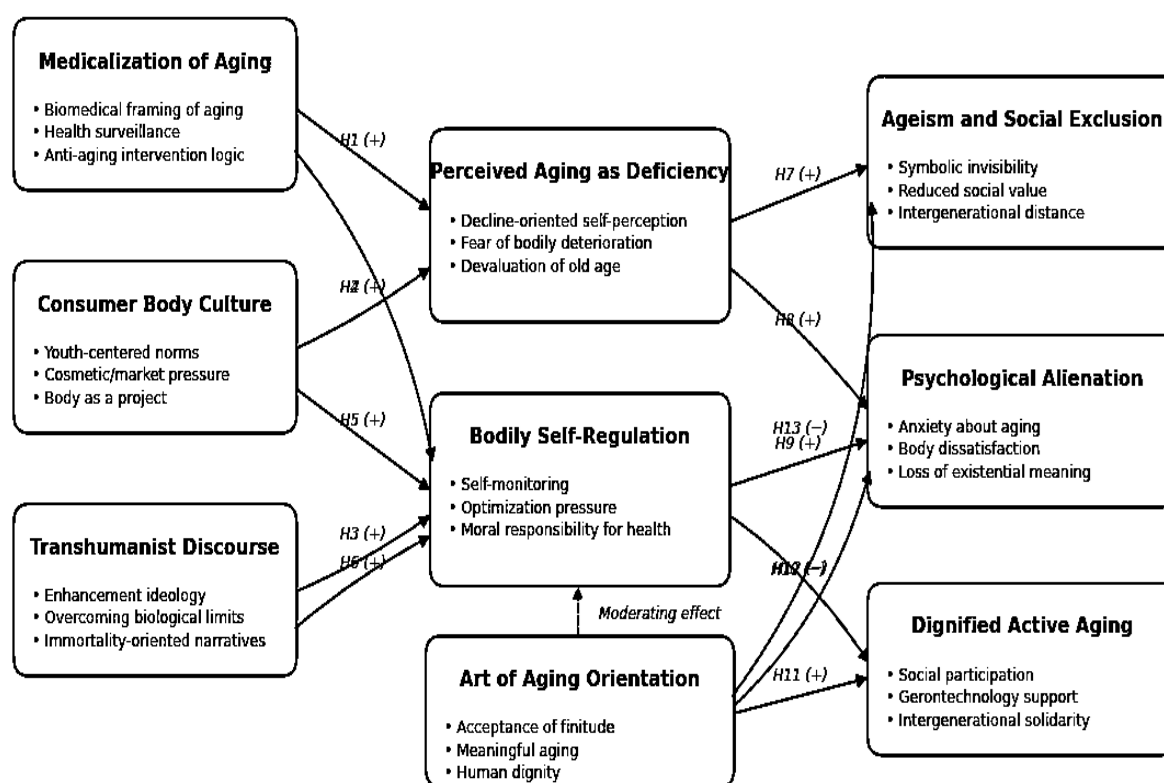 Medicalization of Aging
• Biomedical framing of aging
• Health surveillance
• Anti-aging intervention logic
Consumer Body Culture
• Youth-centered norms
• Cosmetic/market pressure
• Body as a project
Transhumanist Discourse
• Enhancement ideology
• Overcoming biological limits
• Immortality-oriented narratives
H1 (+)
(+)
H5 (+)
H3 (+)
H6 (+)
Perceived Aging as Deficiency
• Decline-oriented self-perception
• Fear of bodily deterioration
• Devaluation of old age
Bodily Self-Regulation
• Self-monitoring
• Optimization pressure
• Moral responsibility for health
Moderating effect
Art of Aging Orientation
• Acceptance of finitude
• Meaningful aging
• Human dignity
H7 (+)
H8 (+)
H13 (−)
H9 (+)
(−)
H11 (+)
Ageism and Social Exclusion
• Symbolic invisibility
• Reduced social value
• Intergenerational distance
Psychological Alienation
• Anxiety about aging
• Body dissatisfaction
• Loss of existential meaning
Dignified Active Aging
• Social participation
• Gerontechnology support
• Intergenerational solidarity